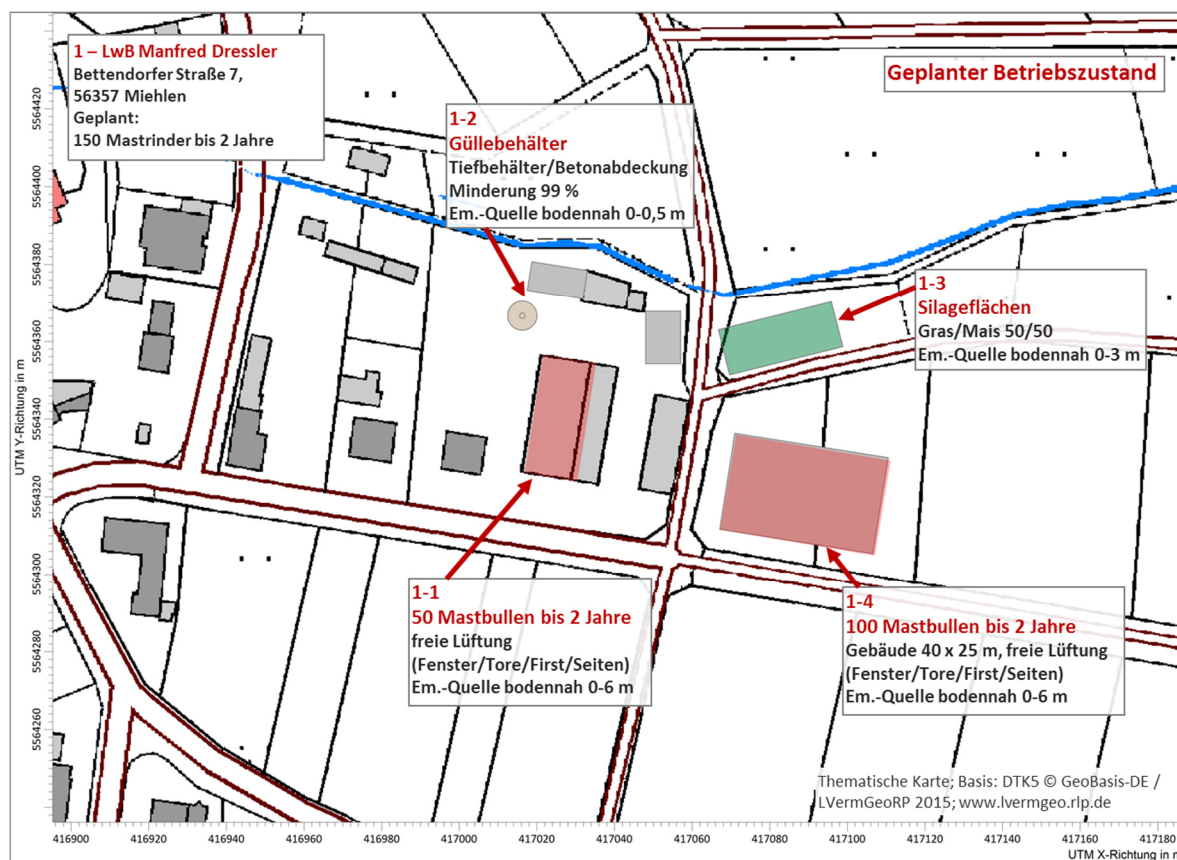 1 – LwB Manfred Dressler
Bettendorfer Straße 7,
56357 Miehlen
Geplant:
150 Mastrinder bis 2 Jahre
Geplanter Betriebszustand
1-2
Güllebehälter
Tiefbehälter/Betonabdeckung
Minderung 99 %
Em.-Quelle bodennah 0-0,5 m
1-3
Silageflächen
Gras/Mais 50/50
Em.-Quelle bodennah 0-3 m
1-1
50 Mastbullen bis 2 Jahre
freie Lüftung
(Fenster/Tore/First/Seiten)
Em.-Quelle bodennah 0-6 m
1-4
100 Mastbullen bis 2 Jahre
Gebäude 40 x 25 m, freie Lüftung
(Fenster/Tore/First/Seiten)
Em.-Quelle bodennah 0-6 m
Thematische Karte; Basis: DTK5 © GeoBasis-DE /
LVermGeoRP 2015; www.lvermgeo.rlp.de
UTM Y-Richtung in m
5564420
5564400
5564380
5564360
5564340
5564320
5564300
5564280
5564260
416900 416920 416940 416960 416980 417000 417020 417040 417060 417080 417100 417120 417140 417160 41718
UTM X-Richtung in m